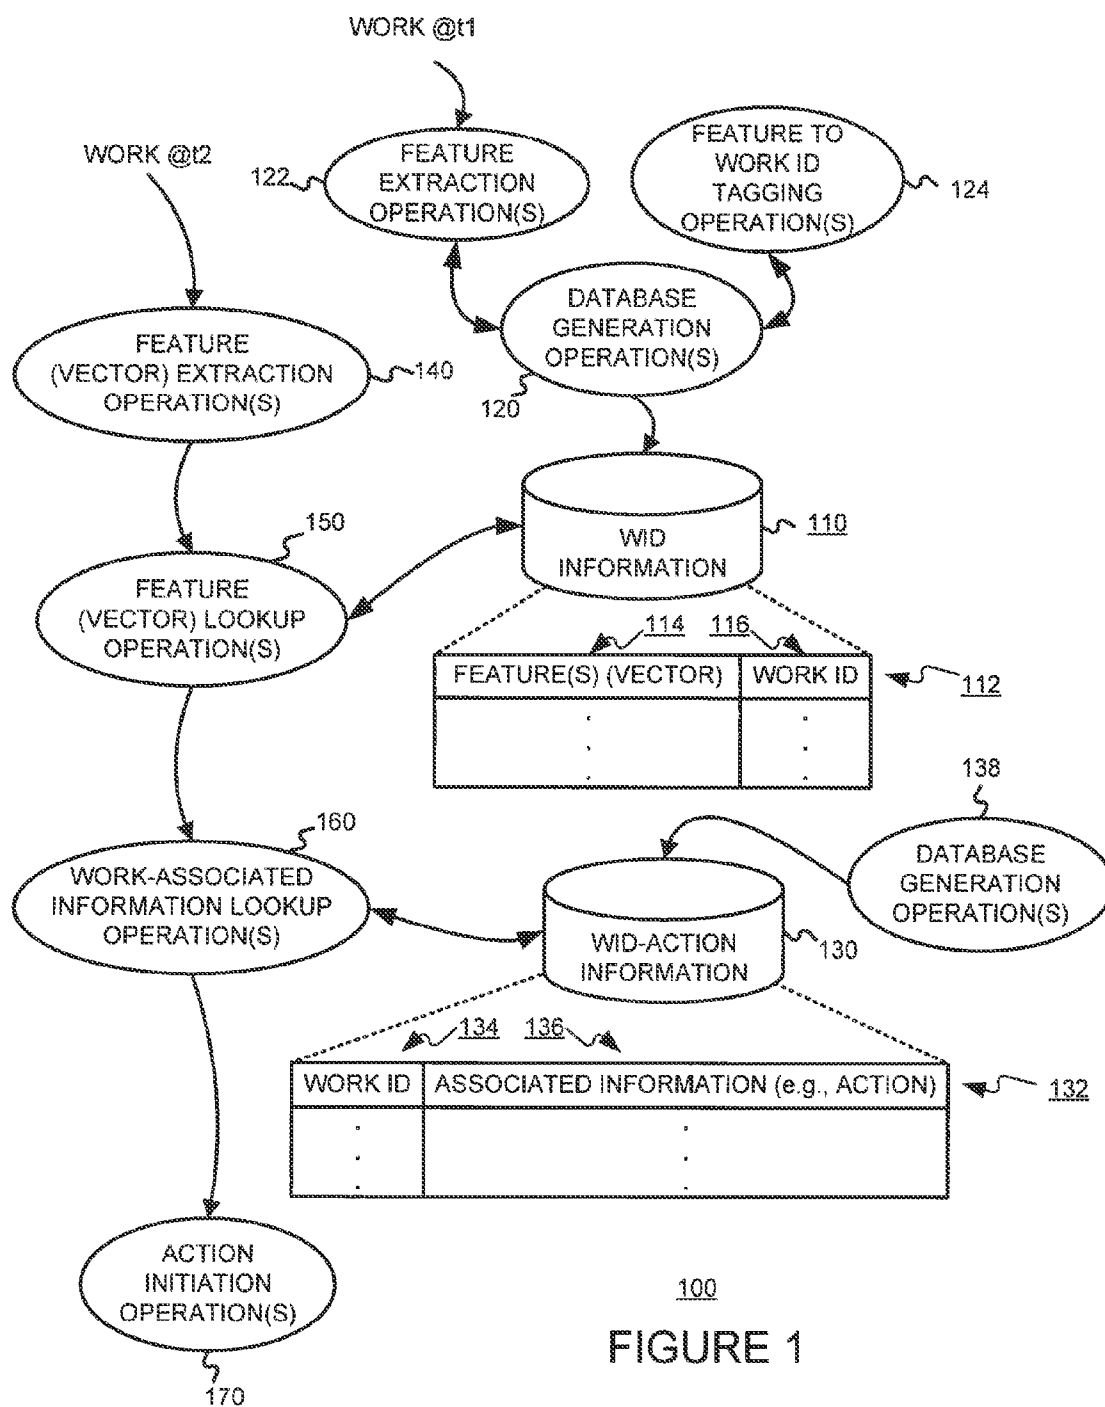 WORK @t1
WORK @t2
122
FEATURE
EXTRACTION
OPERATION(S)
FEATURE TO
WORK ID
TAGGING
OPERATION(S)
124
DATABASE
GENERATION
OPERATION(S)
120
FEATURE
(VECTOR) EXTRACTION
OPERATION(S)
140
150
FEATURE
(VECTOR) LOOKUP
OPERATION(S)
WID
INFORMATION
110
114
116
FEATURE(S) (VECTOR)
WORK ID
112
138
DATABASE
GENERATION
OPERATION(S)
160
WORK-ASSOCIATED
INFORMATION LOOKUP
OPERATION(S)
WID-ACTION
INFORMATION
130
134
136
WORK ID
ASSOCIATED INFORMATION (e.g., ACTION)
132
ACTION
INITIATION
OPERATION(S)
170
100
FIGURE 1